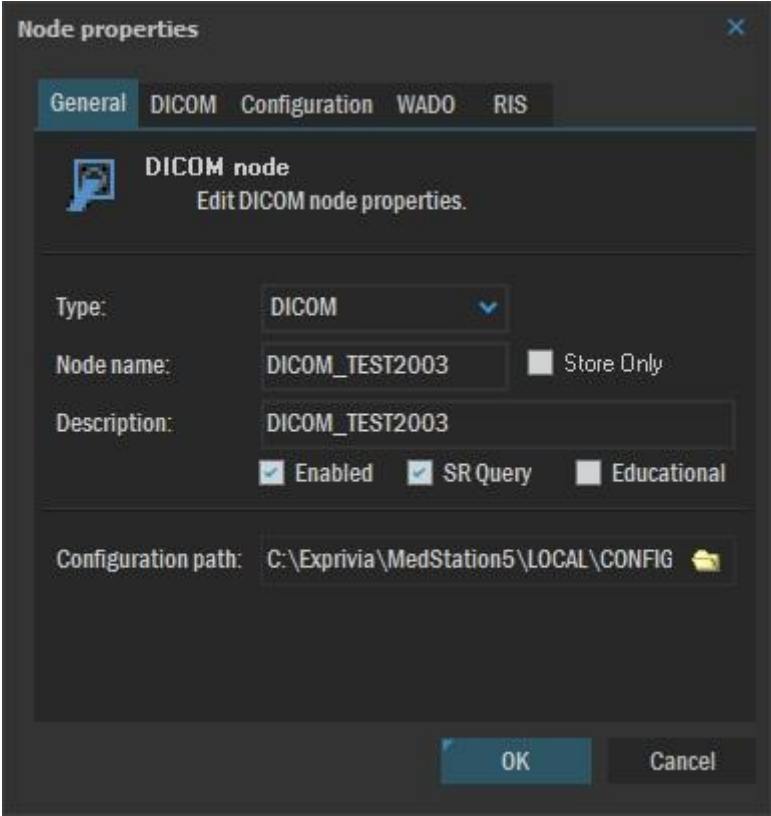 Node properties
General DICOM Configuration WADO RIS
DICOM node
Edit DICOM node properties.
Type: DICOM
Node name: DICOM_TEST2003 Store Only
Description: DICOM_TEST2003
Enabled SR Query Educational
Configuration path: C:\Exprivia\MedStation5\LOCAL\CONFIG
OK Cancel